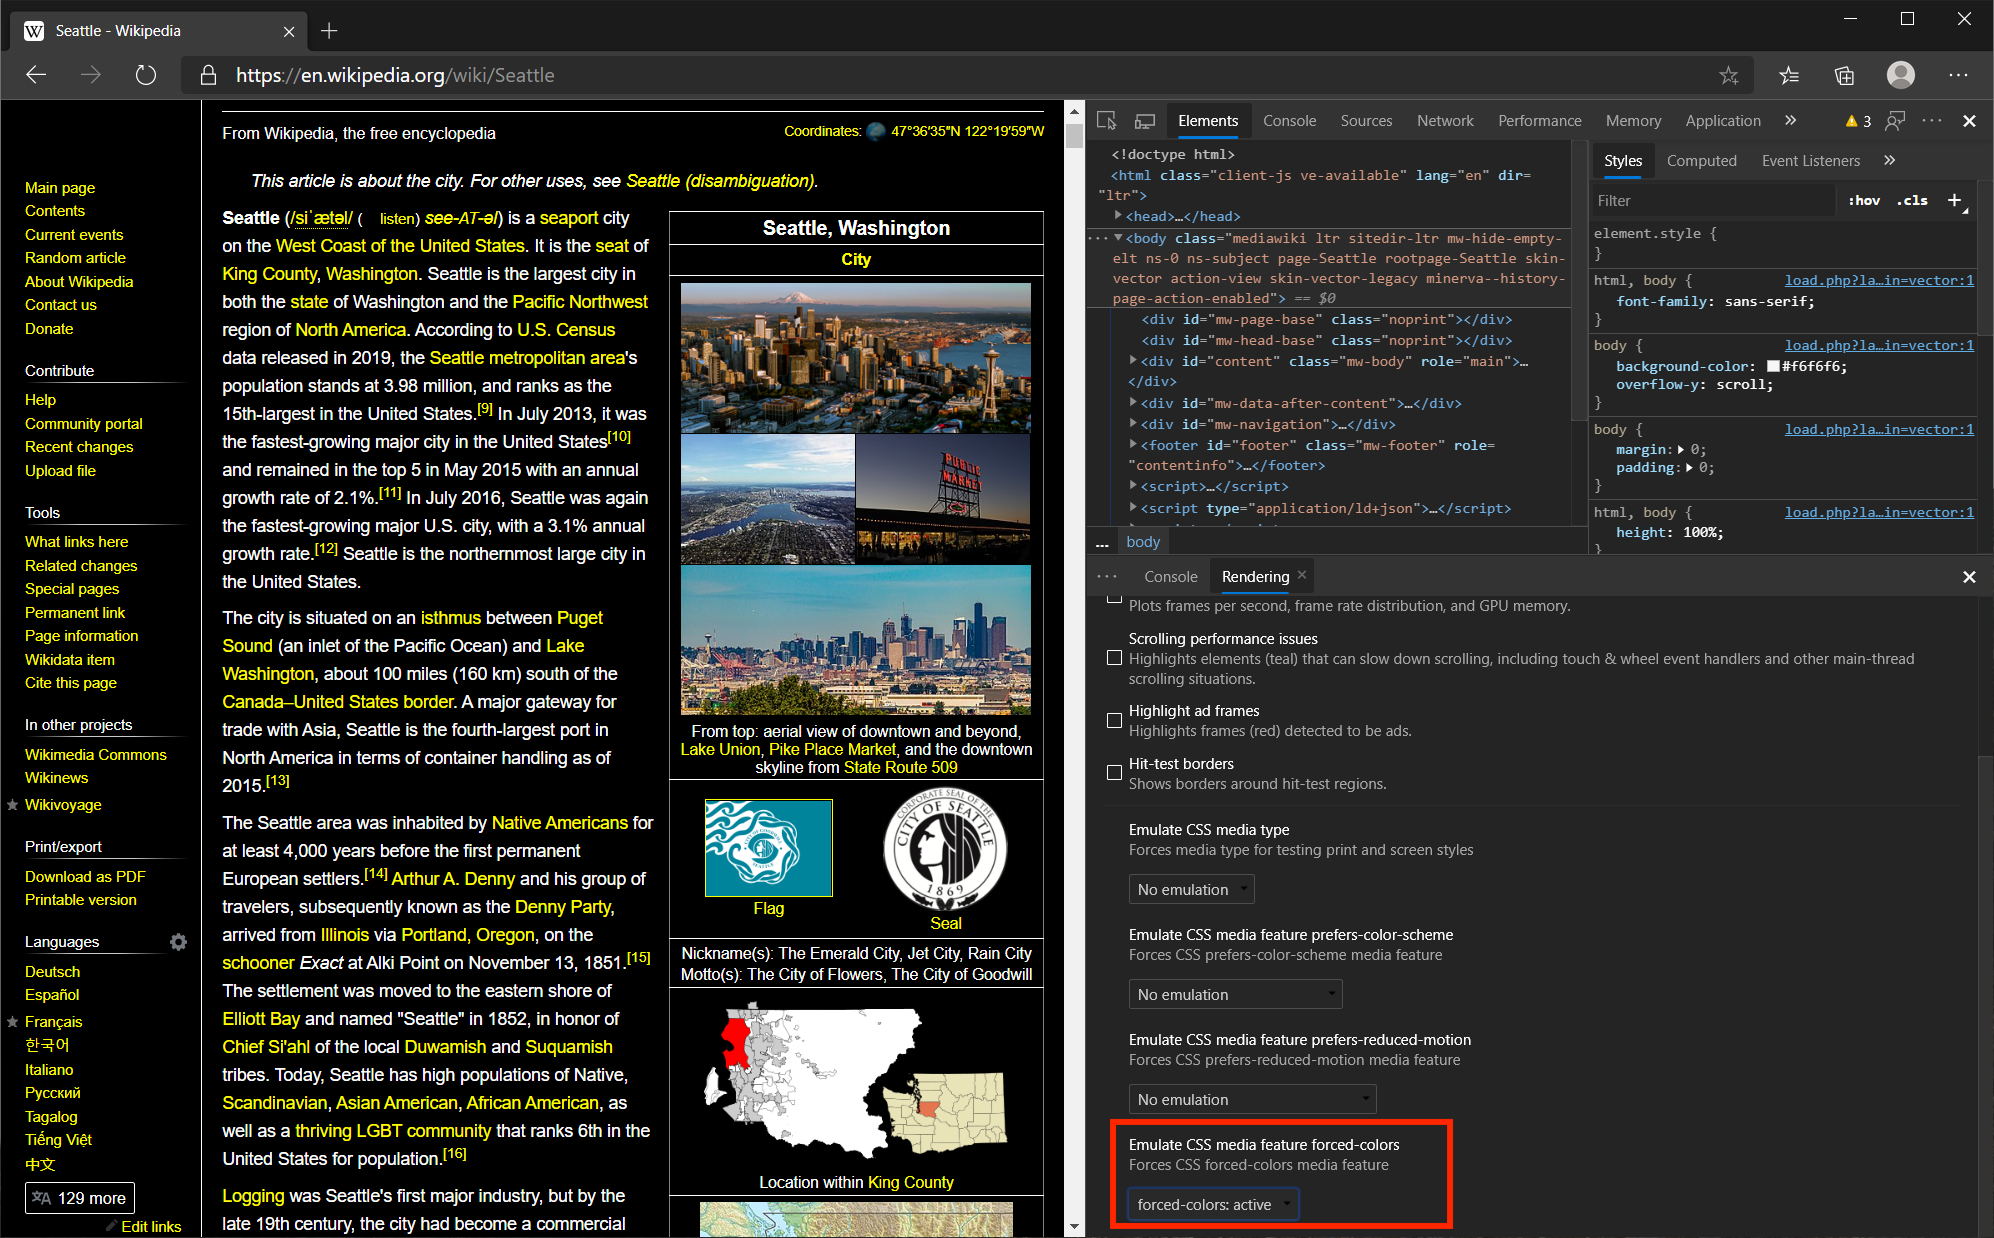 Seattle - Wikipedia
https://en.wikipedia.org/wiki/Seattle
From Wikipedia, the free encyclopedia
Coordinates: 47°36′35″N 122°19′59″W
This article is about the city. For other uses, see Seattle (disambiguation).
Main page
Contents
Current events
Random article
About Wikipedia
Contact us
Donate
Contribute
Help
Community portal
Recent changes
Upload file
Tools
What links here
Related changes
Special pages
Permanent link
Page information
Wikidata item
Cite this page
In other projects
Wikimedia Commons
Wikinews
Wikivoyage
Print/export
Download as PDF
Printable version
Languages
Deutsch
Español
Français
한국어
Italiano
Русский
Tagalog
Tiếng Việt
中文
129 more
Edit links
Seattle (/siˈætəl/ ( listen) see-AT-əl) is a seaport city
on the West Coast of the United States. It is the seat of
King County, Washington. Seattle is the largest city in
both the state of Washington and the Pacific Northwest
region of North America. According to U.S. Census
data released in 2019, the Seattle metropolitan area's
population stands at 3.98 million, and ranks as the
15th-largest in the United States.[9] In July 2013, it was
the fastest-growing major city in the United States[10]
and remained in the top 5 in May 2015 with an annual
growth rate of 2.1%.[11] In July 2016, Seattle was again
the fastest-growing major U.S. city, with a 3.1% annual
growth rate.[12] Seattle is the northernmost large city in
the United States.
The city is situated on an isthmus between Puget
Sound (an inlet of the Pacific Ocean) and Lake
Washington, about 100 miles (160 km) south of the
Canada–United States border. A major gateway for
trade with Asia, Seattle is the fourth-largest port in
North America in terms of container handling as of
2015.[13]
The Seattle area was inhabited by Native Americans for
at least 4,000 years before the first permanent
European settlers.[14] Arthur A. Denny and his group of
travelers, subsequently known as the Denny Party,
arrived from Illinois via Portland, Oregon, on the
schooner Exact at Alki Point on November 13, 1851.[15]
The settlement was moved to the eastern shore of
Elliott Bay and named "Seattle" in 1852, in honor of
Chief Si'ahl of the local Duwamish and Suquamish
tribes. Today, Seattle has high populations of Native,
Scandinavian, Asian American, African American, as
well as a thriving LGBT community that ranks 6th in the
United States for population.[16]
Logging was Seattle's first major industry, but by the
late 19th century, the city had become a commercial
Seattle, Washington
City
PUBLIC
MARKET
From top: aerial view of downtown and beyond,
Lake Union, Pike Place Market, and the downtown
skyline from State Route 509
CORPORATE SEAL OF THE
CITY OF SEATTLE
1869
Flag
Seal
Nickname(s): The Emerald City, Jet City, Rain City
Motto(s): The City of Flowers, The City of Goodwill
Location within King County
Elements Console Sources Network Performance Memory Application » 3
<!doctype html>
<html class="client-js ve-available" lang="en" dir=
"ltr">
<head>…</head>
<body class="mediawiki ltr sitedir-ltr mw-hide-empty-
elt ns-0 ns-subject page-Seattle rootpage-Seattle skin-
vector action-view skin-vector-legacy minerva--history-
page-action-enabled"> == $0
<div id="mw-page-base" class="noprint"></div>
<div id="mw-head-base" class="noprint"></div>
<div id="content" class="mw-body" role="main">…
</div>
<div id="mw-data-after-content">…</div>
<div id="mw-navigation">…</div>
<footer id="footer" class="mw-footer" role=
"contentinfo">…</footer>
<script>…</script>
<script type="application/ld+json">…</script>
... body
Styles Computed Event Listeners »
Filter :hov .cls +
element.style {
}
html, body { load.php?la…in=vector:1
font-family: sans-serif;
}
body { load.php?la…in=vector:1
background-color: #f6f6f6;
overflow-y: scroll;
}
body { load.php?la…in=vector:1
margin: 0;
padding: 0;
}
html, body { load.php?la…in=vector:1
height: 100%;
}
Console Rendering
Plots frames per second, frame rate distribution, and GPU memory.
Scrolling performance issues
Highlights elements (teal) that can slow down scrolling, including touch & wheel event handlers and other main-thread
scrolling situations.
Highlight ad frames
Highlights frames (red) detected to be ads.
Hit-test borders
Shows borders around hit-test regions.
Emulate CSS media type
Forces media type for testing print and screen styles
No emulation
Emulate CSS media feature prefers-color-scheme
Forces CSS prefers-color-scheme media feature
No emulation
Emulate CSS media feature prefers-reduced-motion
Forces CSS prefers-reduced-motion media feature
No emulation
Emulate CSS media feature forced-colors
Forces CSS forced-colors media feature
forced-colors: active